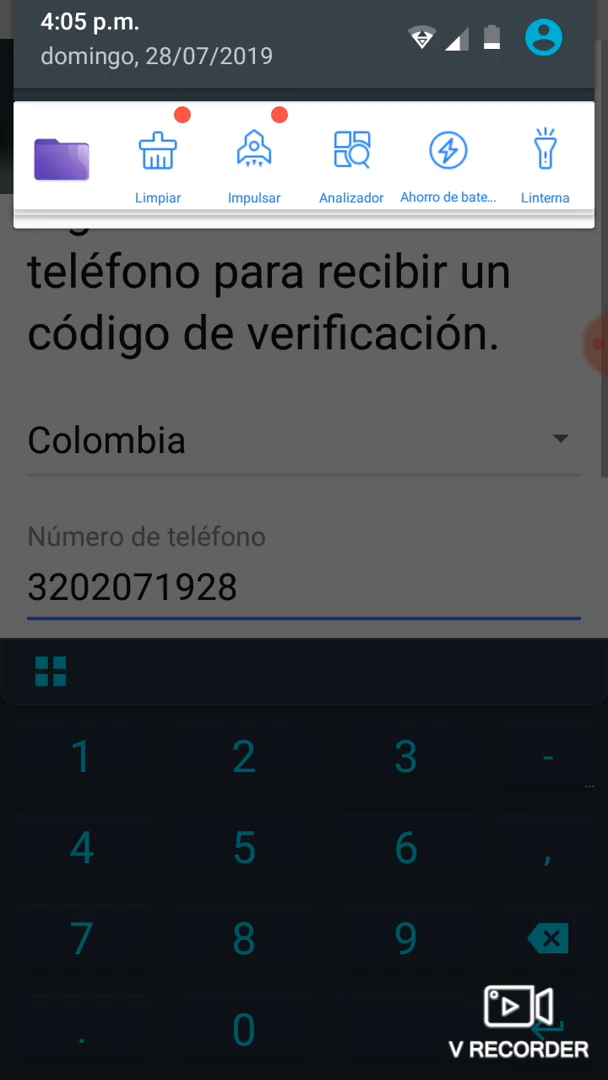 4:05 p.m.
domingo, 28/07/2019
Limpiar
Impulsar
Analizador
Ahorro de bate...
Linterna
teléfono para recibir un
código de verificación.
Colombia
Número de teléfono
3202071928
1 2 3 -
4 5 6 ,
7 8 9
. 0
V RECORDER